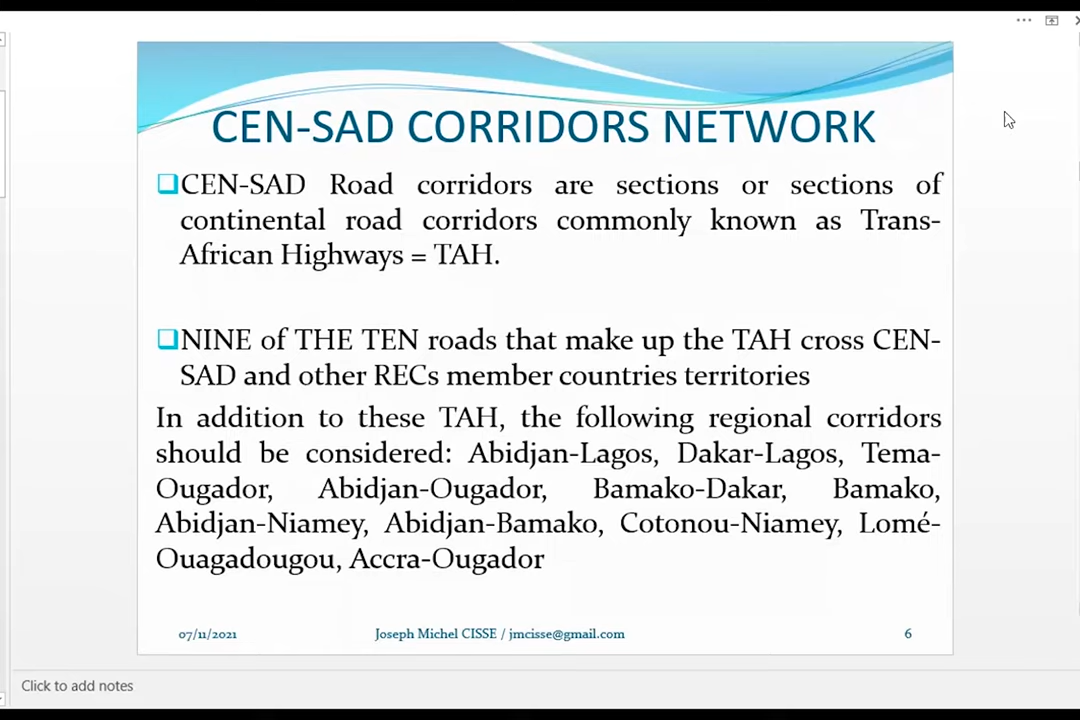 CEN-SAD CORRIDORS NETWORK
CEN-SAD Road corridors are sections or sections of
continental road corridors commonly known as Trans-
African Highways = TAH.
NINE of THE TEN roads that make up the TAH cross CEN-
SAD and other RECs member countries territories
In addition to these TAH, the following regional corridors
should be considered: Abidjan-Lagos, Dakar-Lagos, Tema-
Ougador, Abidjan-Ougador, Bamako-Dakar, Bamako,
Abidjan-Niamey, Abidjan-Bamako, Cotonou-Niamey, Lomé-
Ouagadougou, Accra-Ougador
07/11/2021 Joseph Michel CISSE / jmcisse@gmail.com 6
Click to add notes